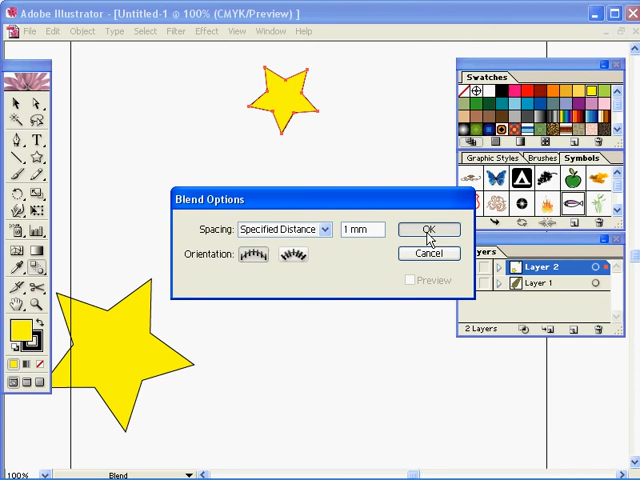 Adobe Illustrator - [Untitled-1 @ 100% (CMYK/Preview) ]
File Edit Object Type Select Filter Effect View Window Help
Swatches
Graphic Styles Brushes Symbols
Blend Options
Spacing: Specified Distance 1 mm OK
Orientation: Cancel
Preview
yers
Layer 2
Layer 1
2 Layers
100% Blend